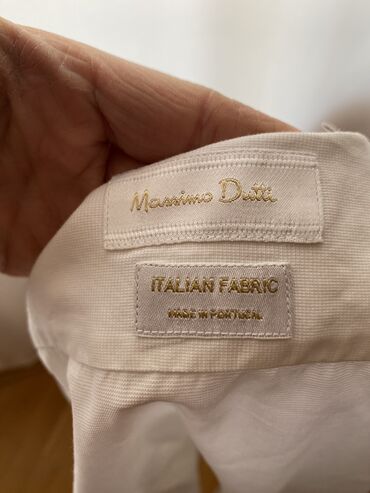 Massimo Dutti
ITALIAN FABRIC
MADE IN PORTUGAL